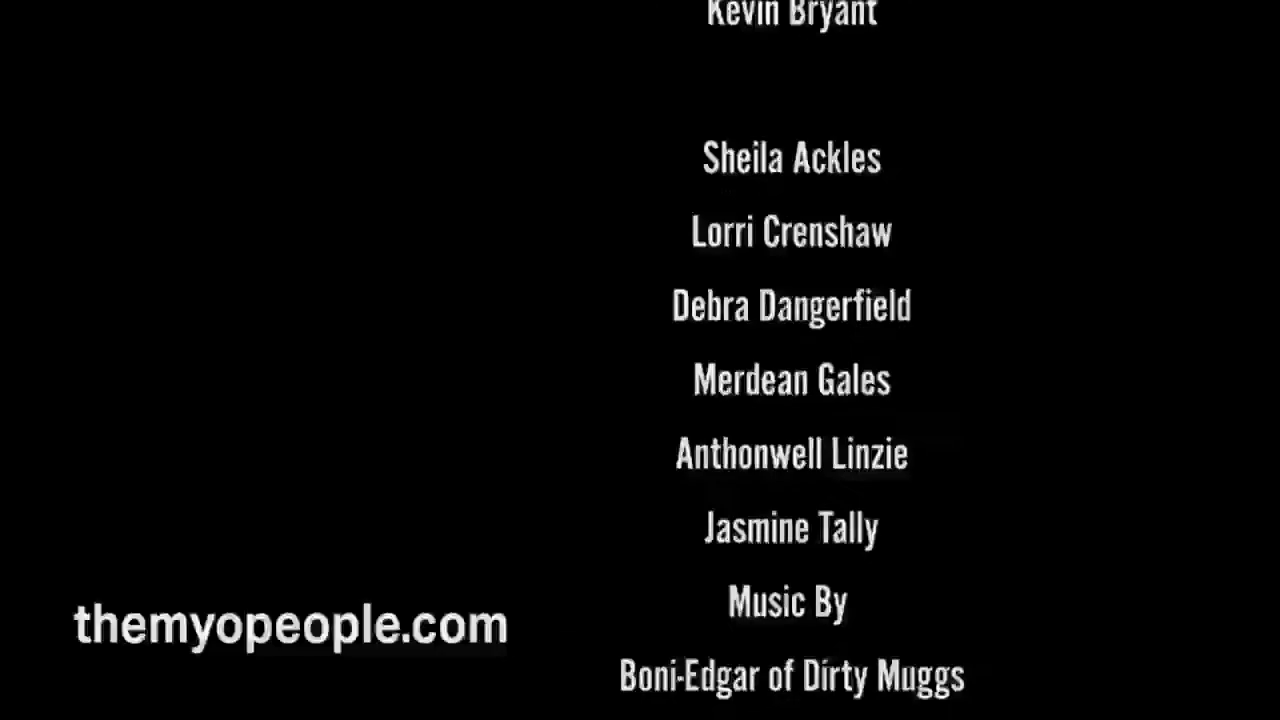 Kevin Bryant
Sheila Ackles
Lorri Crenshaw
Debra Dangerfield
Merdean Gales
Anthonwell Linzie
Jasmine Tally
Music By
themyopeople.com
Boni-Edgar of Dirty Muggs